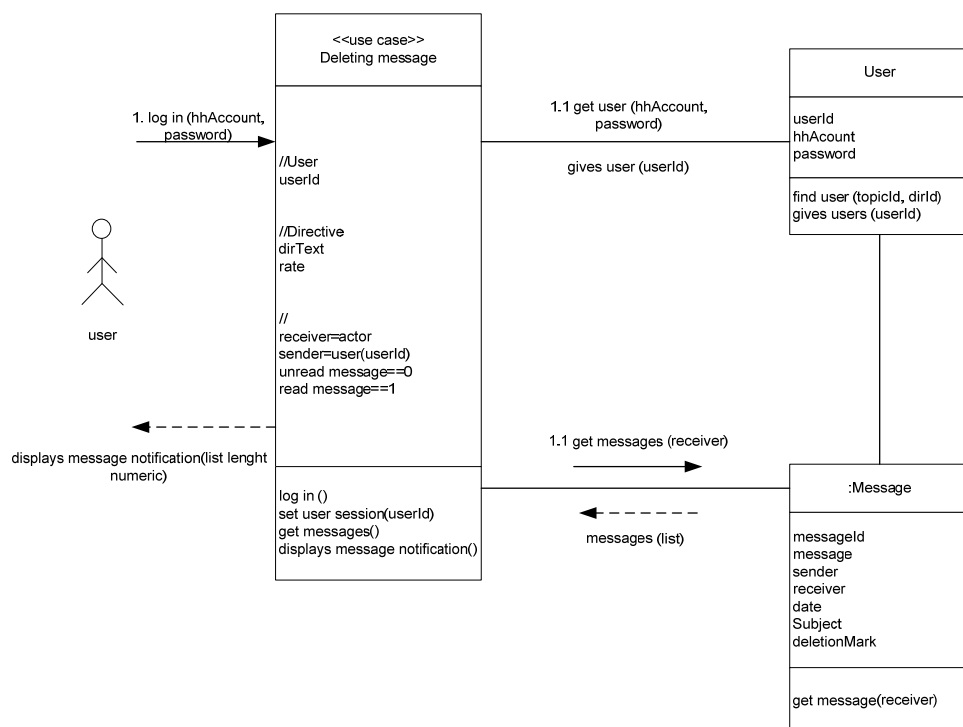 <<use case>>
Deleting message
User
1. log in (hhAccount,
password)
1.1 get user (hhAccount,
password)
gives user (userId)
userId
hhAcount
password
find user (topicId, dirId)
gives users (userId)
//User
userId
//Directive
dirText
rate
//
receiver=actor
sender=user(userId)
unread message==0
read message==1
user
displays message notification(list lenght
numeric)
log in ()
set user session(userId)
get messages()
displays message notification()
1.1 get messages (receiver)
messages (list)
:Message
messageId
message
sender
receiver
date
Subject
deletionMark
get message(receiver)